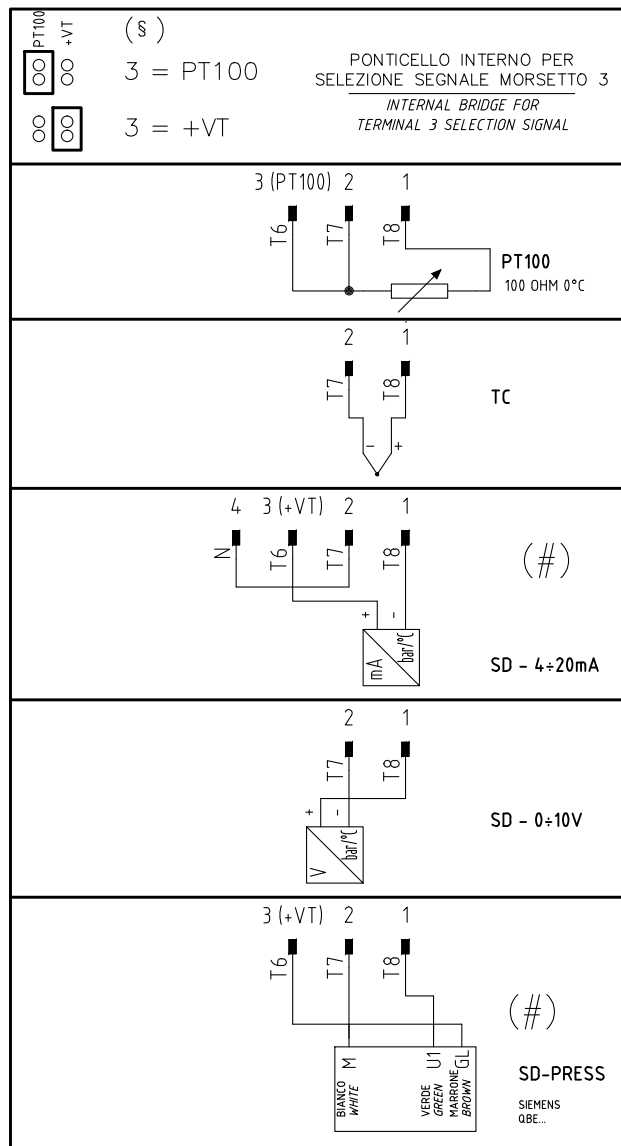 PT100
+VT
(§)
3 = PT100
3 = +VT
PONTICELLO INTERNO PER
SELEZIONE SEGNALE MORSETTO 3
INTERNAL BRIDGE FOR
TERMINAL 3 SELECTION SIGNAL
3 (PT100) 2 1
T6 T7 T8
PT100
100 OHM 0°C
2 1
T7 T8
TC
- +
4 3 (+VT) 2 1
N T6 T7 T8
(#)
+ -
mA bar/°C
SD - 4÷20mA
2 1
T7 T8
+ -
V bar/°C
SD - 0÷10V
3 (+VT) 2 1
T6 T7 T8
(#)
M U1 GL
BIANCO
WHITE
VERDE
GREEN
MARRONE
BROWN
SD-PRESS
SIEMENS
QBE...